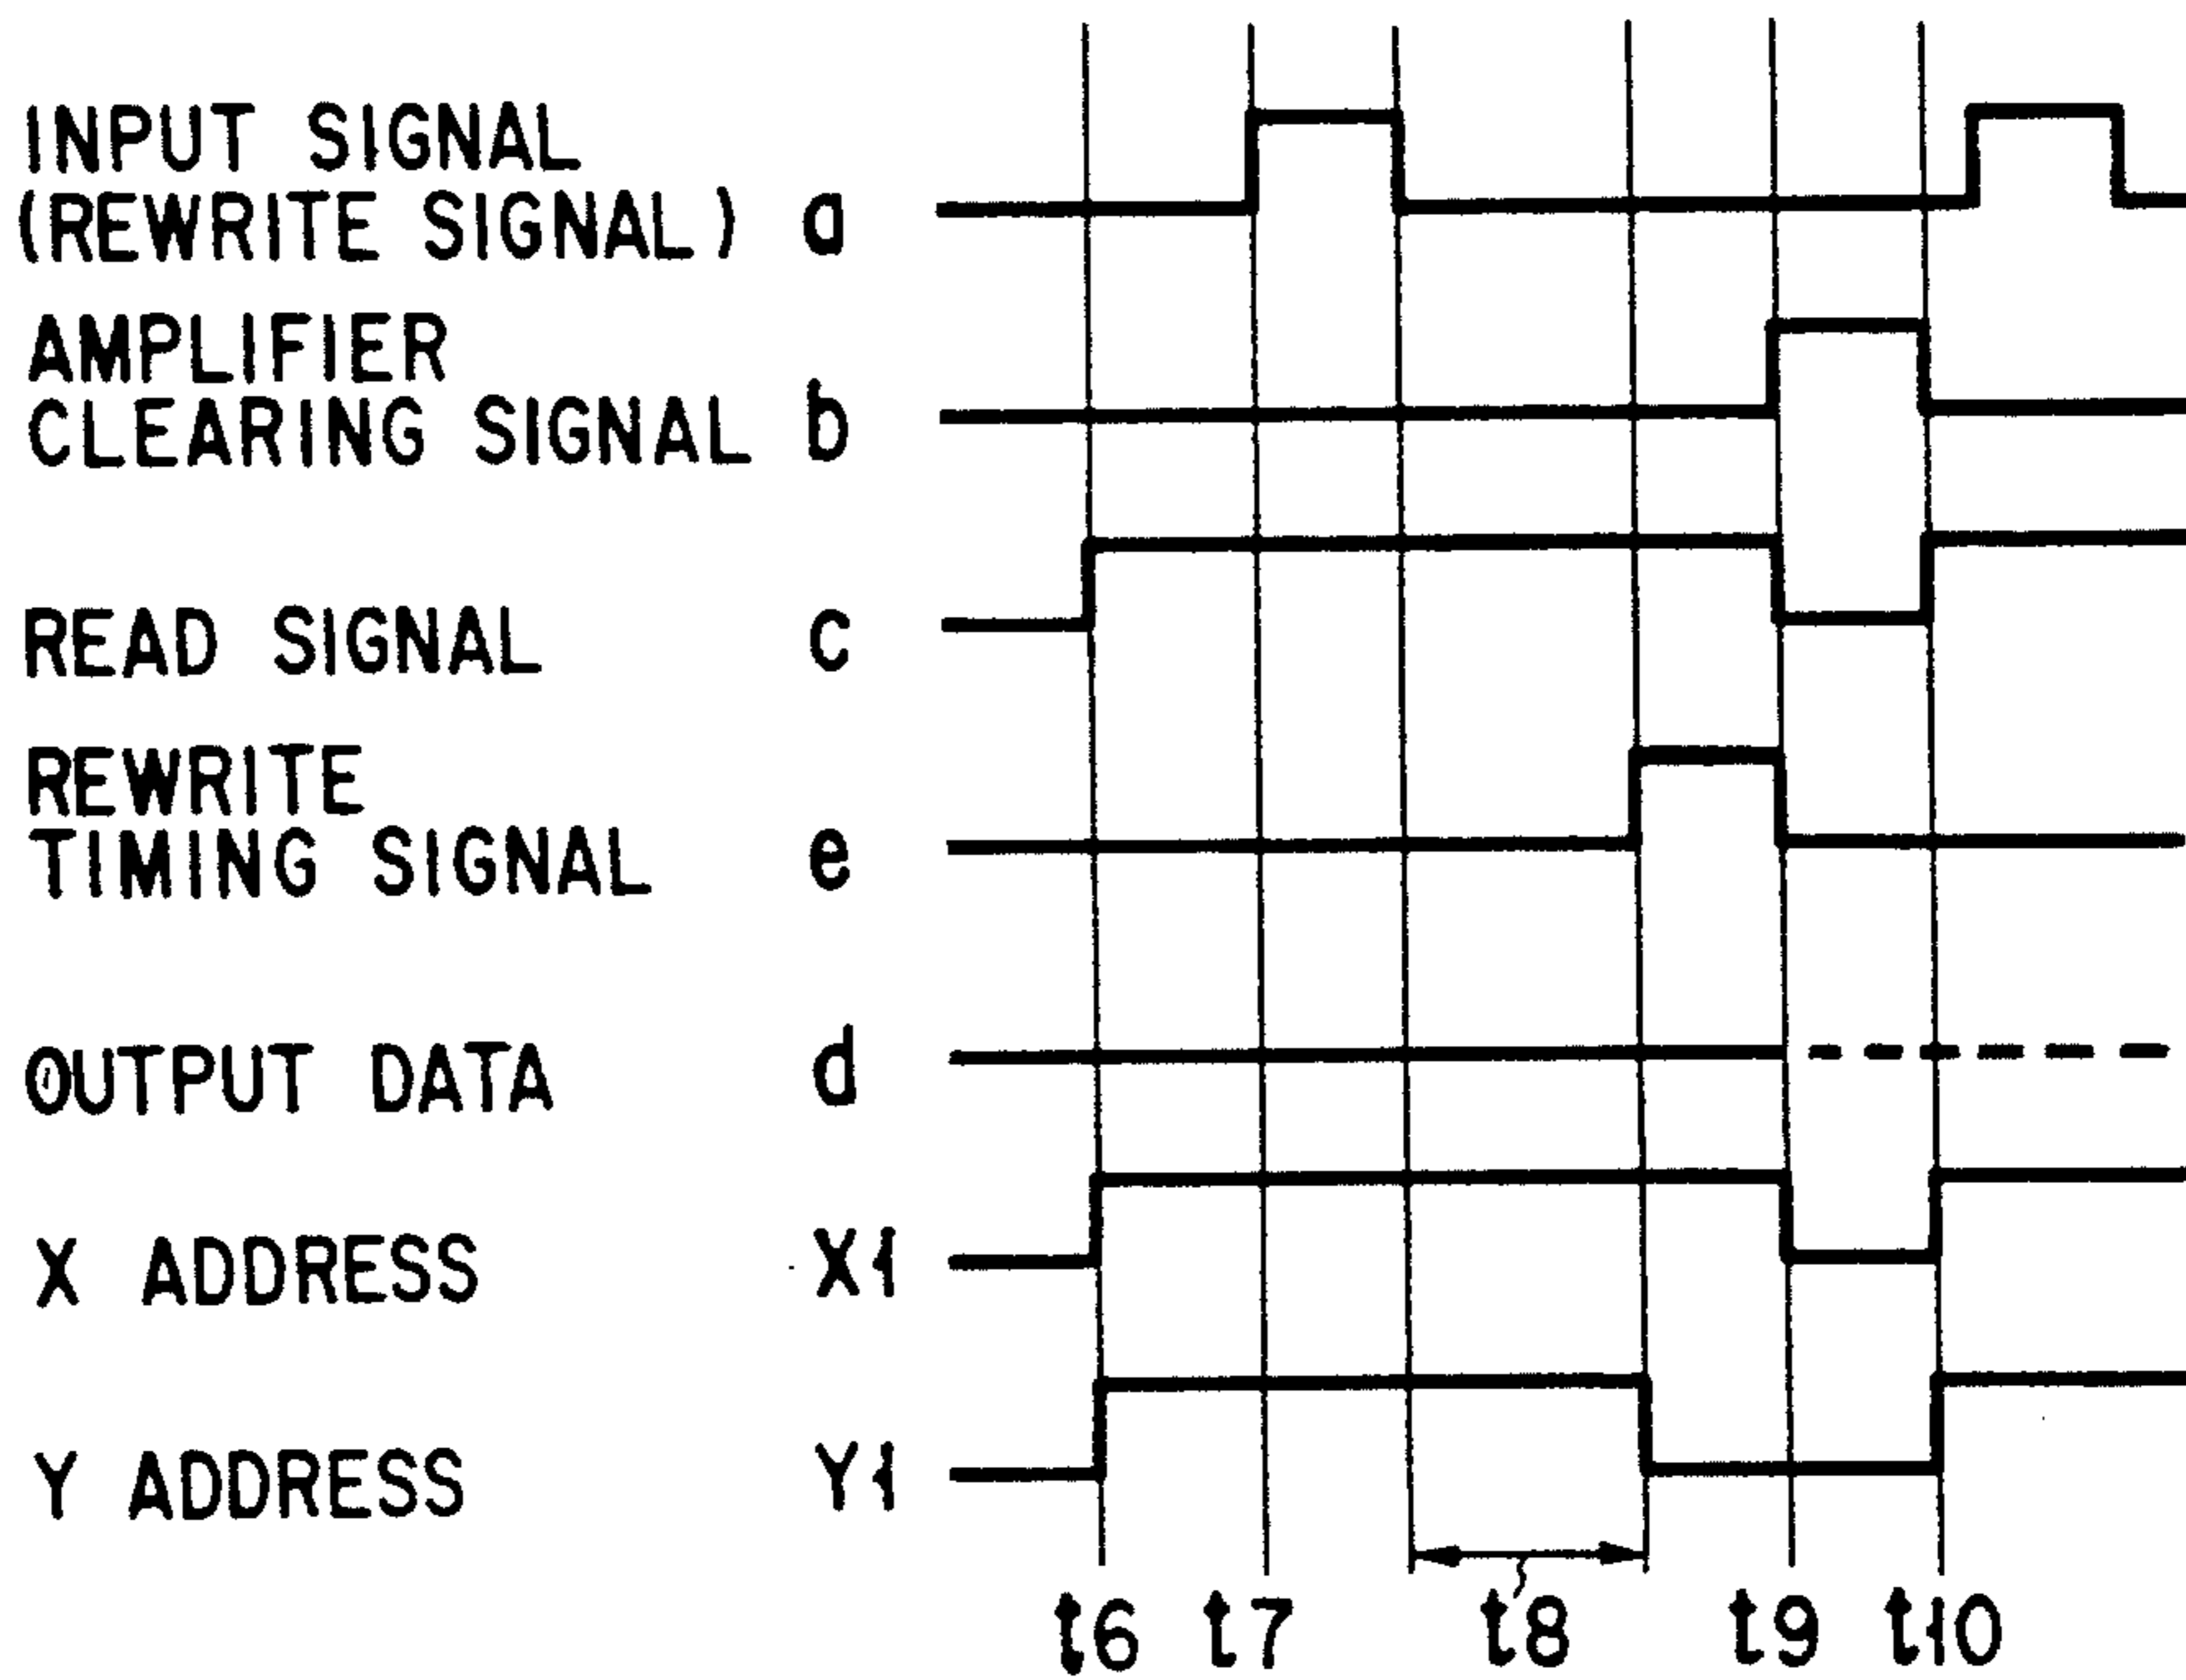 INPUT SIGNAL
(REWRITE SIGNAL) a
AMPLIFIER
CLEARING SIGNAL b
READ SIGNAL c
REWRITE
TIMING SIGNAL e
OUTPUT DATA d
X ADDRESS X1
Y ADDRESS Y1
t6 t7 t8 t9 t10